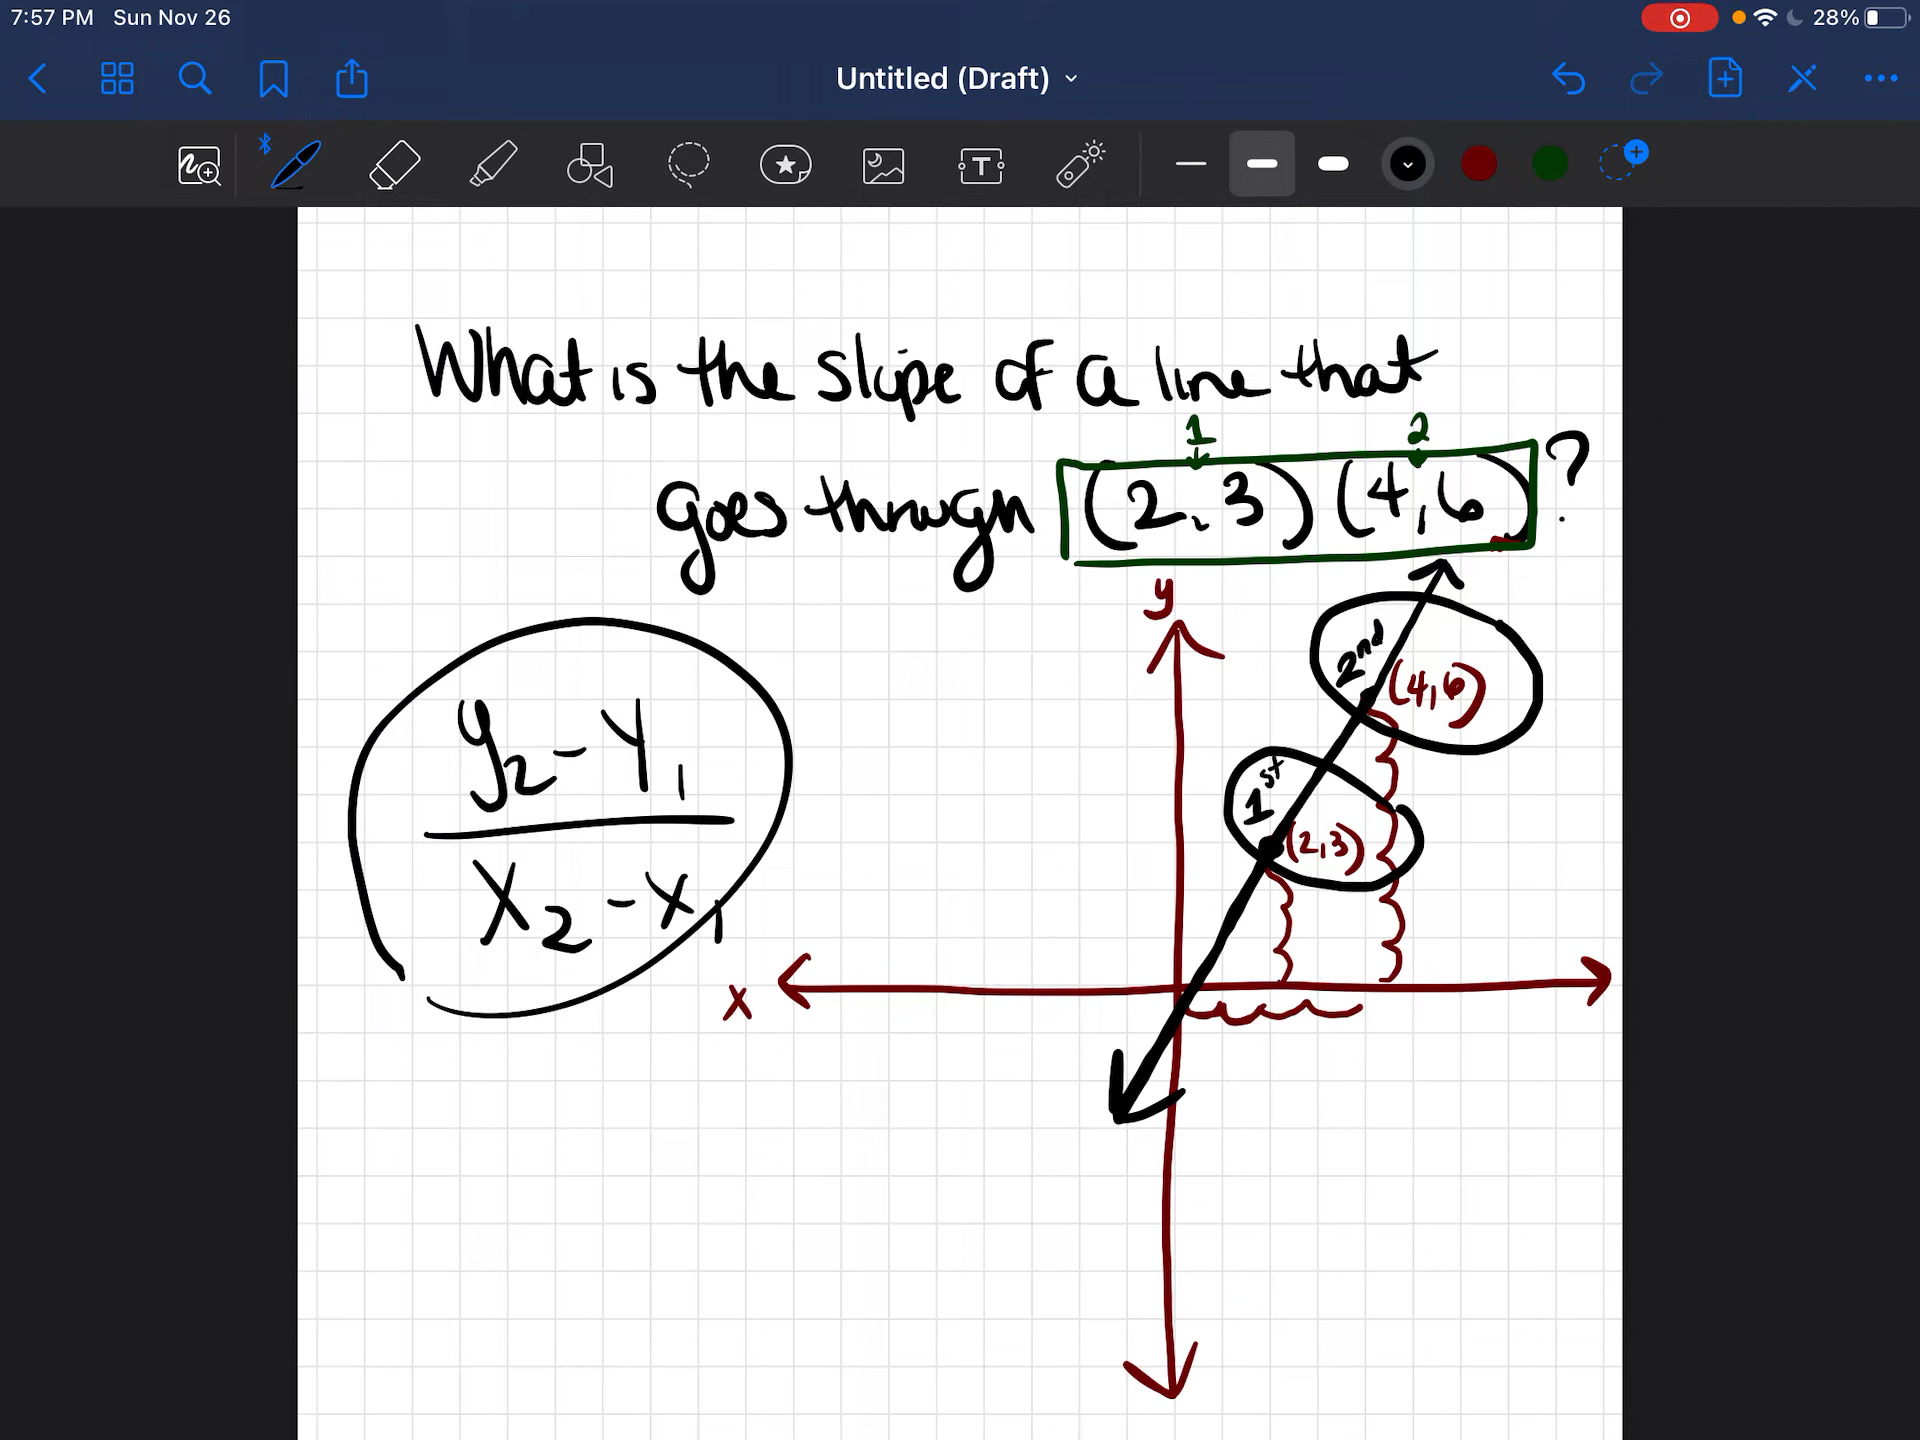 7:57 PM Sun Nov 26
28%
Untitled (Draft)
T
What is the slope of a line that
1 2
goes through (2,3) (4,6)?
y
2nd
(4,6)
y2 - y1
x2 - x1
1st
(2,3)
x